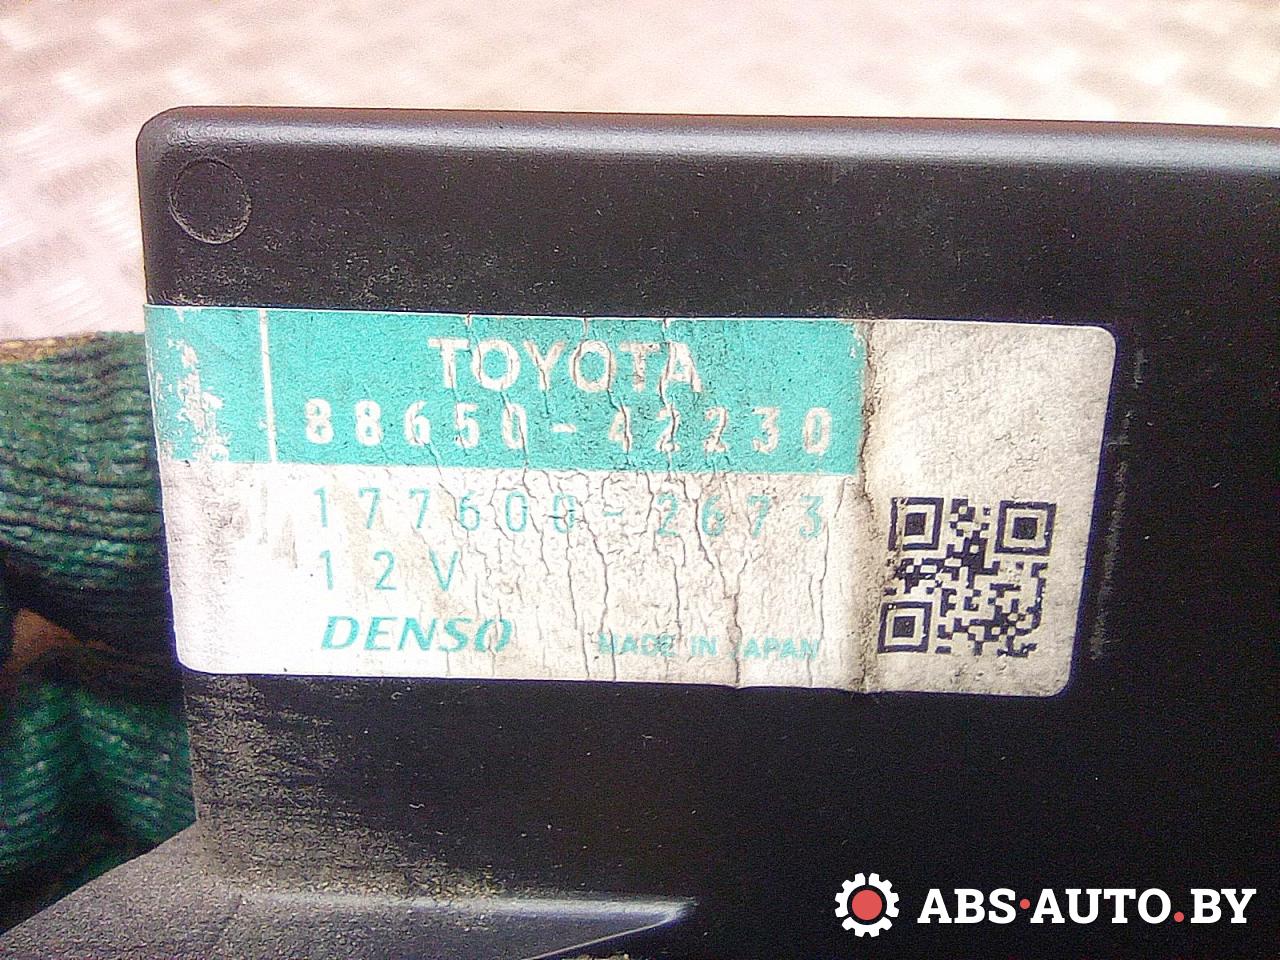 TOYOTA
88650-42230
177600-2673
12V
DENSO MADE IN JAPAN
ABS·AUTO.BY